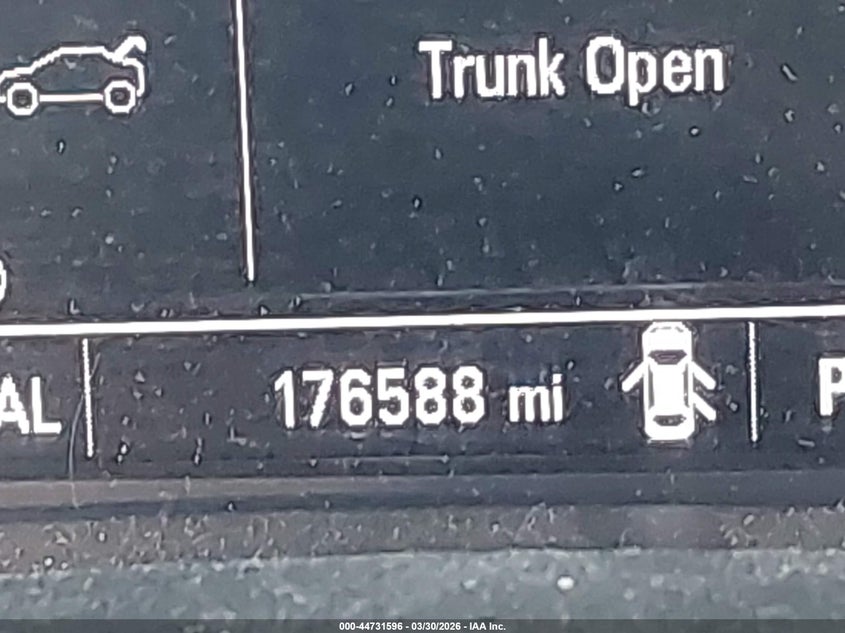 Trunk Open
AL
176588 mi
P
000-44731596 - 03/30/2026 - IAA Inc.